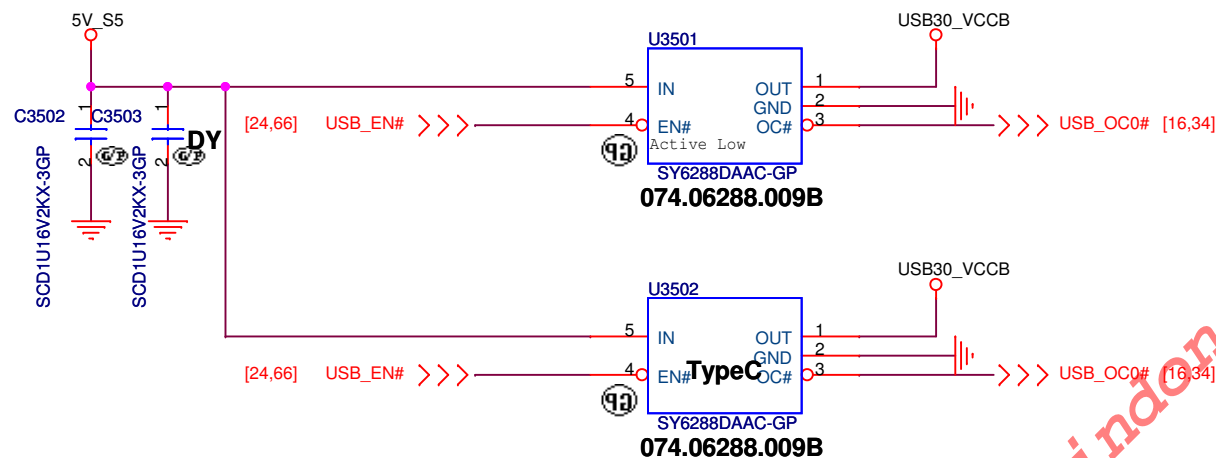 5V_S5
USB30_VCCB
U3501
5
IN
OUT
1
GND
2
[24,66]
USB_EN#
4
EN#
OC#
3
USB_OC0#
[16,34]
Active Low
GP
SY6288DAAC-GP
074.06288.009B
C3502
1
2
G/P
SCD1U16V2KX-3GP
C3503
1
2
DY
G/P
SCD1U16V2KX-3GP
USB30_VCCB
U3502
5
IN
OUT
1
GND
2
[24,66]
USB_EN#
4
EN#
TypeC
OC#
3
USB_OC0#
[16,34]
GP
SY6288DAAC-GP
074.06288.009B
indon